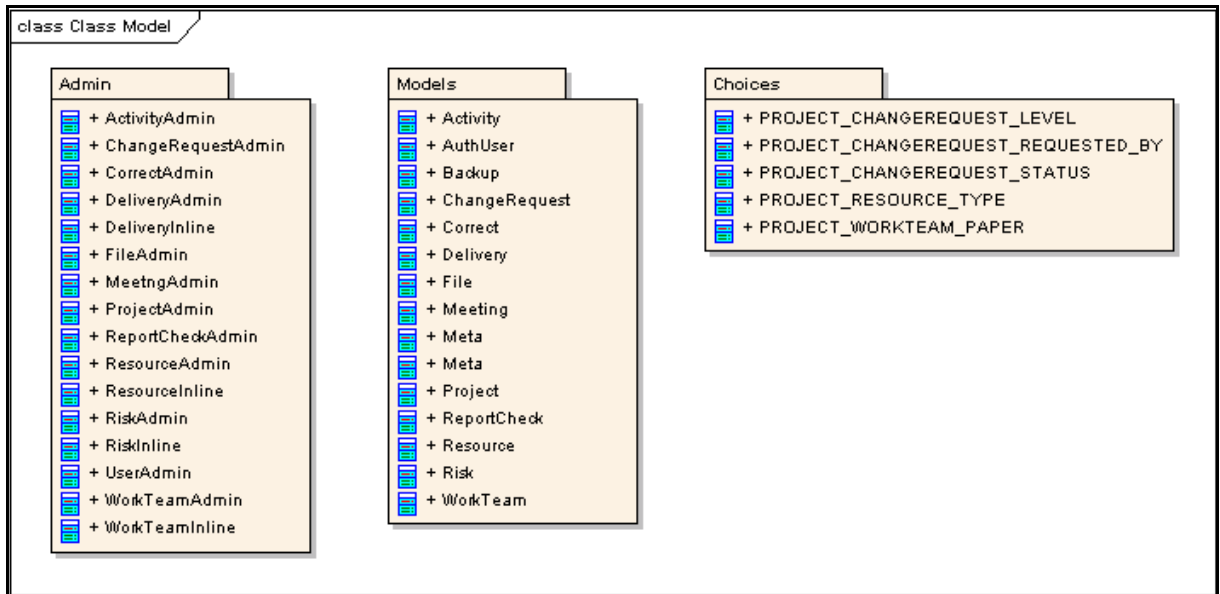 class Class Model
Admin
+ ActivityAdmin
+ ChangeRequestAdmin
+ CorrectAdmin
+ DeliveryAdmin
+ DeliveryInline
+ FileAdmin
+ MeetngAdmin
+ ProjectAdmin
+ ReportCheckAdmin
+ ResourceAdmin
+ ResourceInline
+ RiskAdmin
+ RiskInline
+ UserAdmin
+ WorkTeamAdmin
+ WorkTeamInline
Models
+ Activity
+ AuthUser
+ Backup
+ ChangeRequest
+ Correct
+ Delivery
+ File
+ Meeting
+ Meta
+ Meta
+ Project
+ ReportCheck
+ Resource
+ Risk
+ WorkTeam
Choices
+ PROJECT_CHANGEREQUEST_LEVEL
+ PROJECT_CHANGEREQUEST_REQUESTED_BY
+ PROJECT_CHANGEREQUEST_STATUS
+ PROJECT_RESOURCE_TYPE
+ PROJECT_WORKTEAM_PAPER